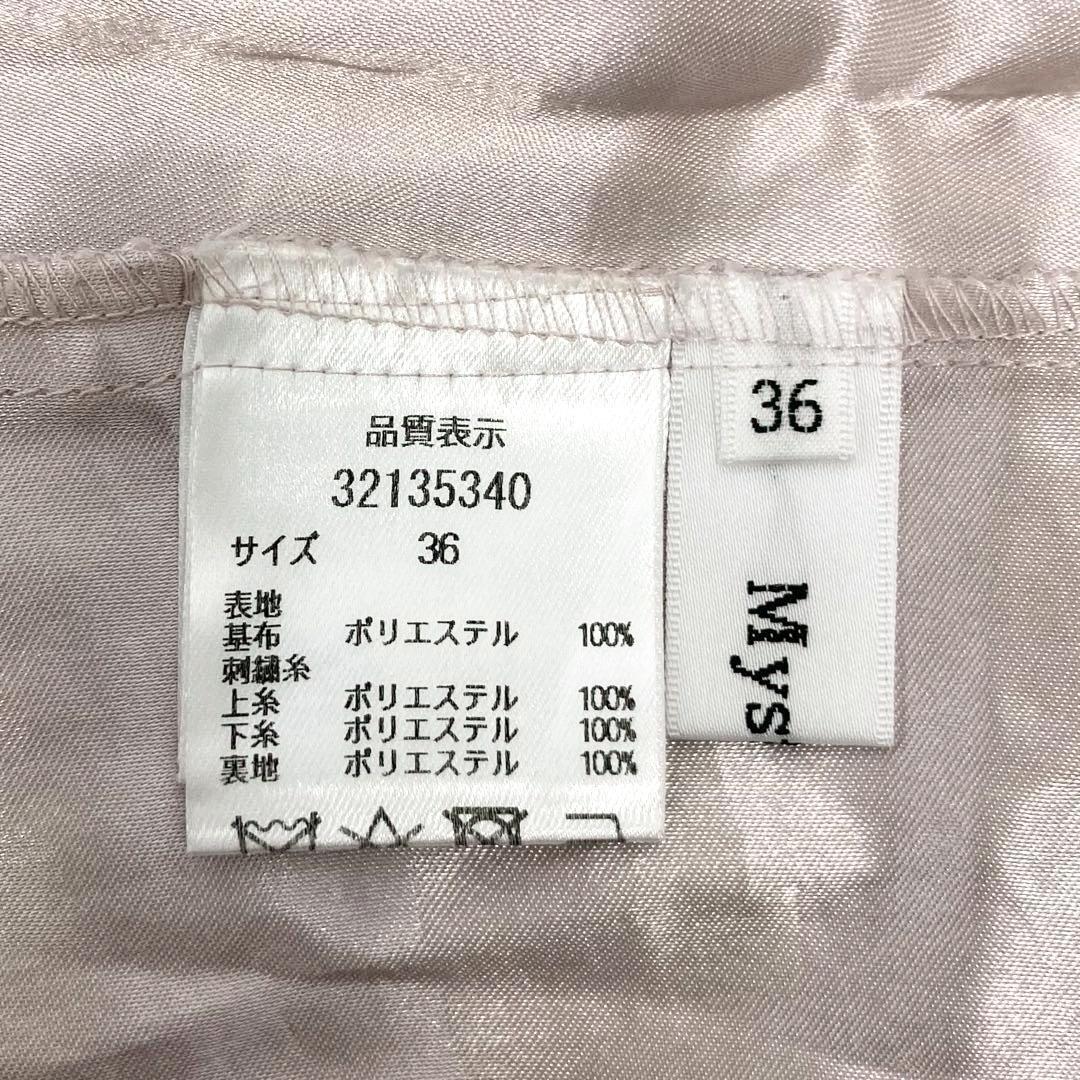 品質表示
32135340
サイズ 36
表地
基布 ポリエステル 100%
刺繍糸
上糸 ポリエステル 100%
下糸 ポリエステル 100%
裏地 ポリエステル 100%
36
Mys